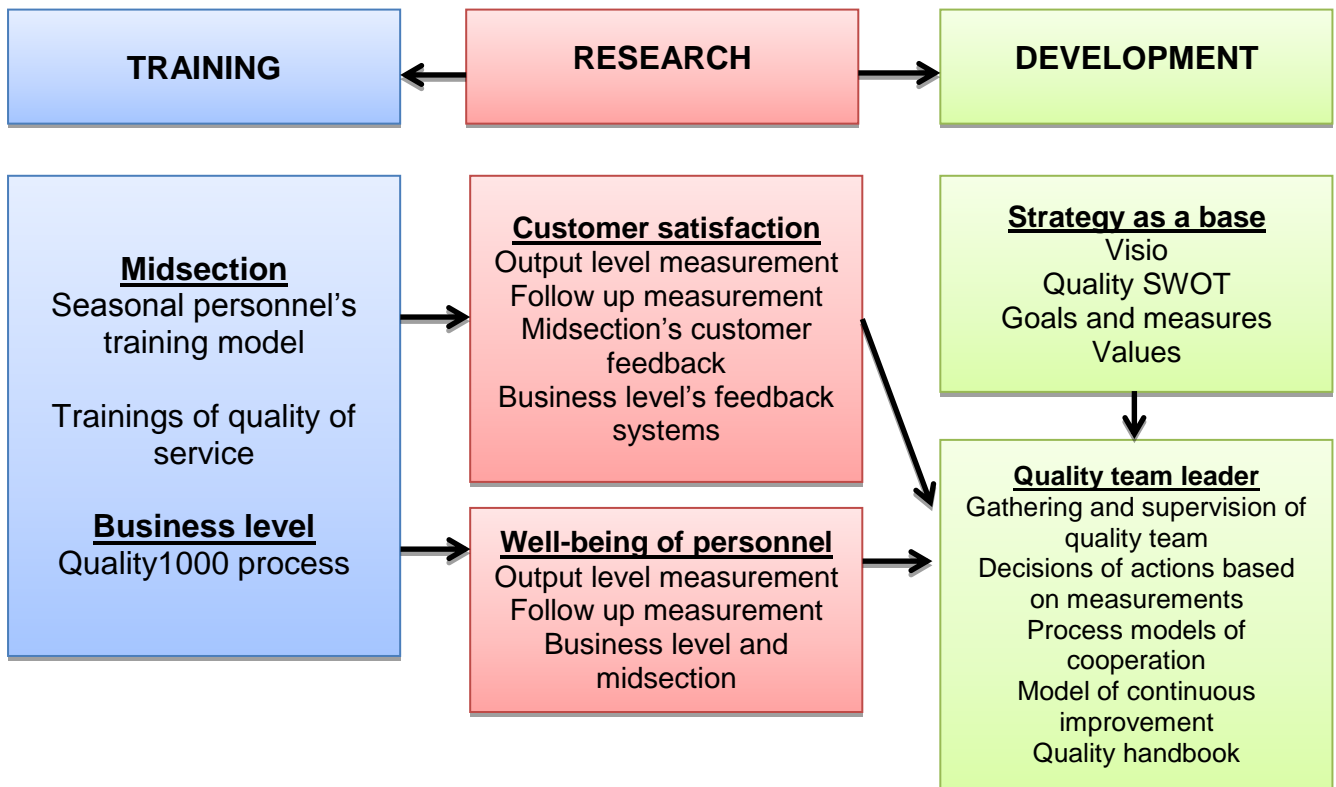 TRAINING
RESEARCH
DEVELOPMENT
Midsection
Seasonal personnel's
training model
Trainings of quality of
service
Business level
Quality1000 process
Customer satisfaction
Output level measurement
Follow up measurement
Midsection's customer
feedback
Business level's feedback
systems
Well-being of personnel
Output level measurement
Follow up measurement
Business level and
midsection
Strategy as a base
Visio
Quality SWOT
Goals and measures
Values
Quality team leader
Gathering and supervision of
quality team
Decisions of actions based
on measurements
Process models of
cooperation
Model of continuous
improvement
Quality handbook